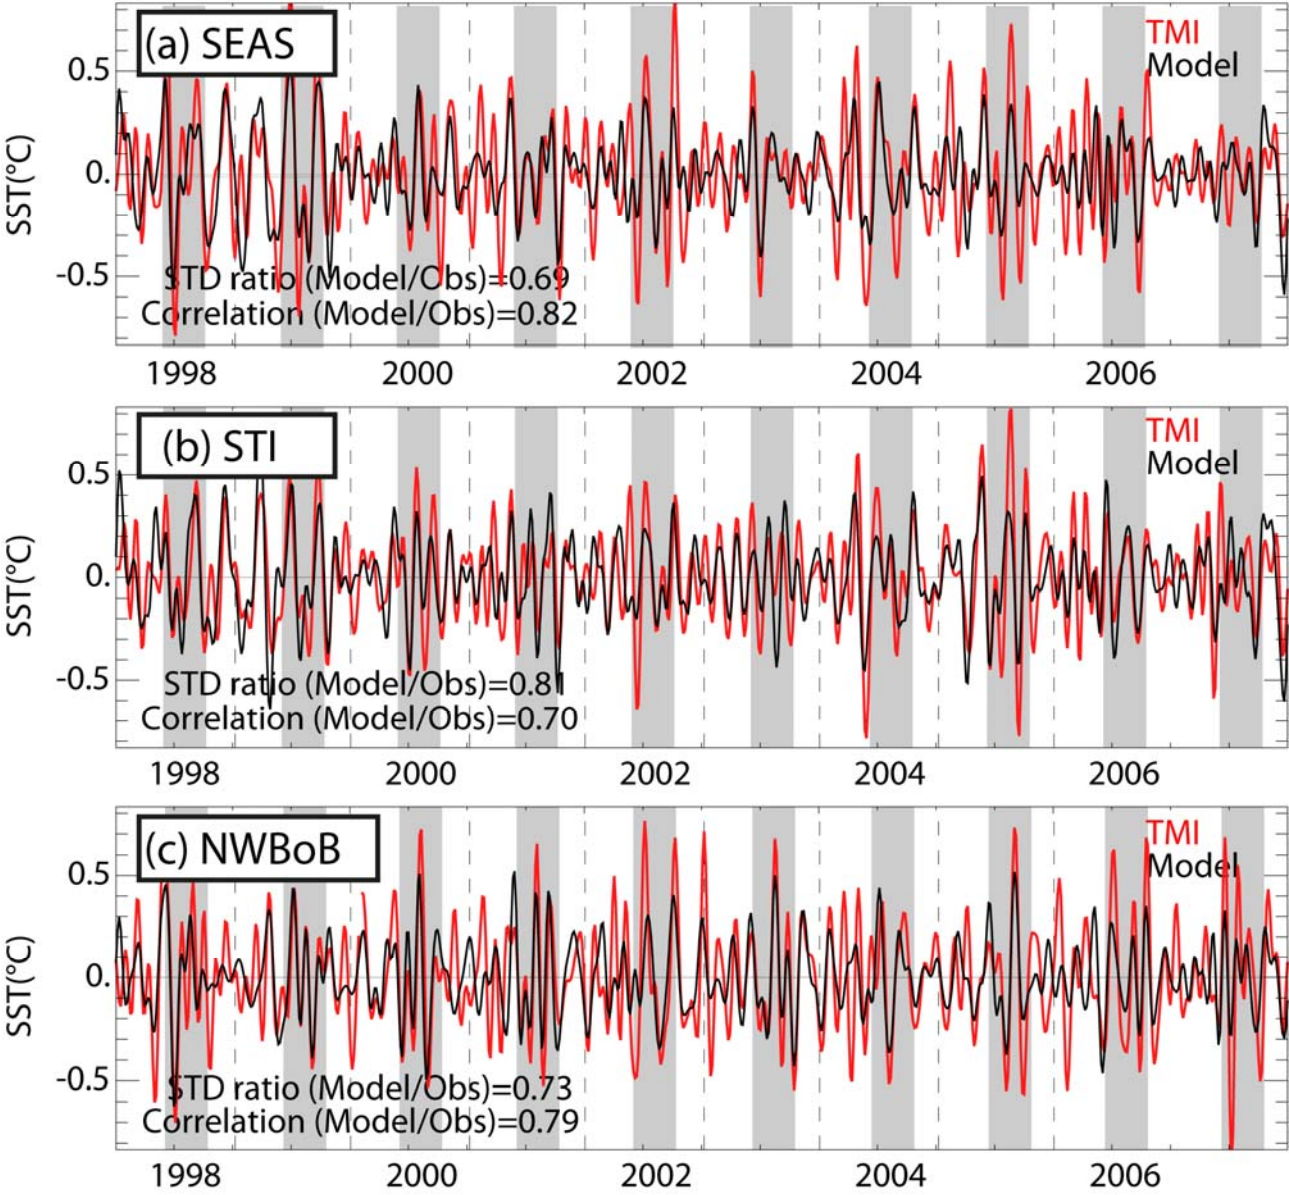 (a) SEAS
TMI
Model
0.5
0.
-0.5
SST(°C)
STD ratio (Model/Obs)=0.69
Correlation (Model/Obs)=0.82
1998 2000 2002 2004 2006
(b) STI
TMI
Model
0.5
0.
-0.5
SST(°C)
STD ratio (Model/Obs)=0.81
Correlation (Model/Obs)=0.70
1998 2000 2002 2004 2006
(c) NWBoB
TMI
Model
0.5
0.
-0.5
SST(°C)
STD ratio (Model/Obs)=0.73
Correlation (Model/Obs)=0.79
1998 2000 2002 2004 2006